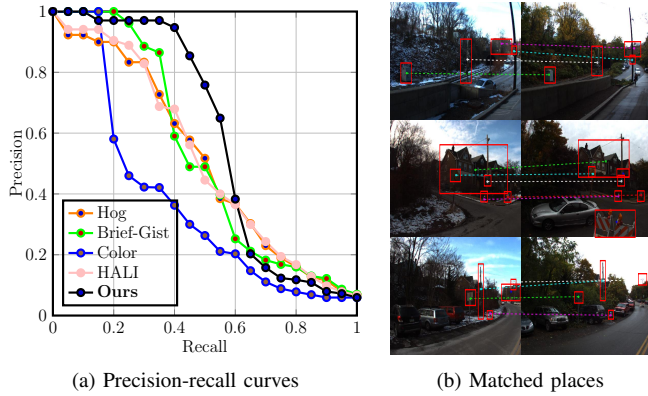 1
0.8
0.6
0.4
0.2
0
Precision
Hog
Brief-Gist
Color
HALI
Ours
0 0.2 0.4 0.6 0.8 1
Recall
(a) Precision-recall curves
(b) Matched places